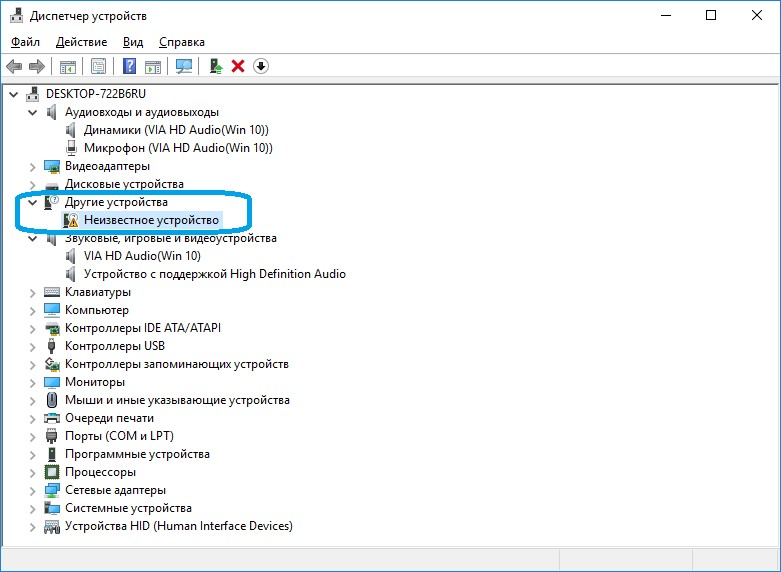 Диспетчер устройств
Файл Действие Вид Справка
DESKTOP-722B6RU
Аудиовходы и аудиовыходы
Динамики (VIA HD Audio(Win 10))
Микрофон (VIA HD Audio(Win 10))
Видеоадаптеры
Дисковые устройства
Другие устройства
Неизвестное устройство
Звуковые, игровые и видеоустройства
VIA HD Audio(Win 10)
Устройство с поддержкой High Definition Audio
Клавиатуры
Компьютер
Контроллеры IDE ATA/ATAPI
Контроллеры USB
Контроллеры запоминающих устройств
Мониторы
Мыши и иные указывающие устройства
Очереди печати
Порты (COM и LPT)
Программные устройства
Процессоры
Сетевые адаптеры
Системные устройства
Устройства HID (Human Interface Devices)